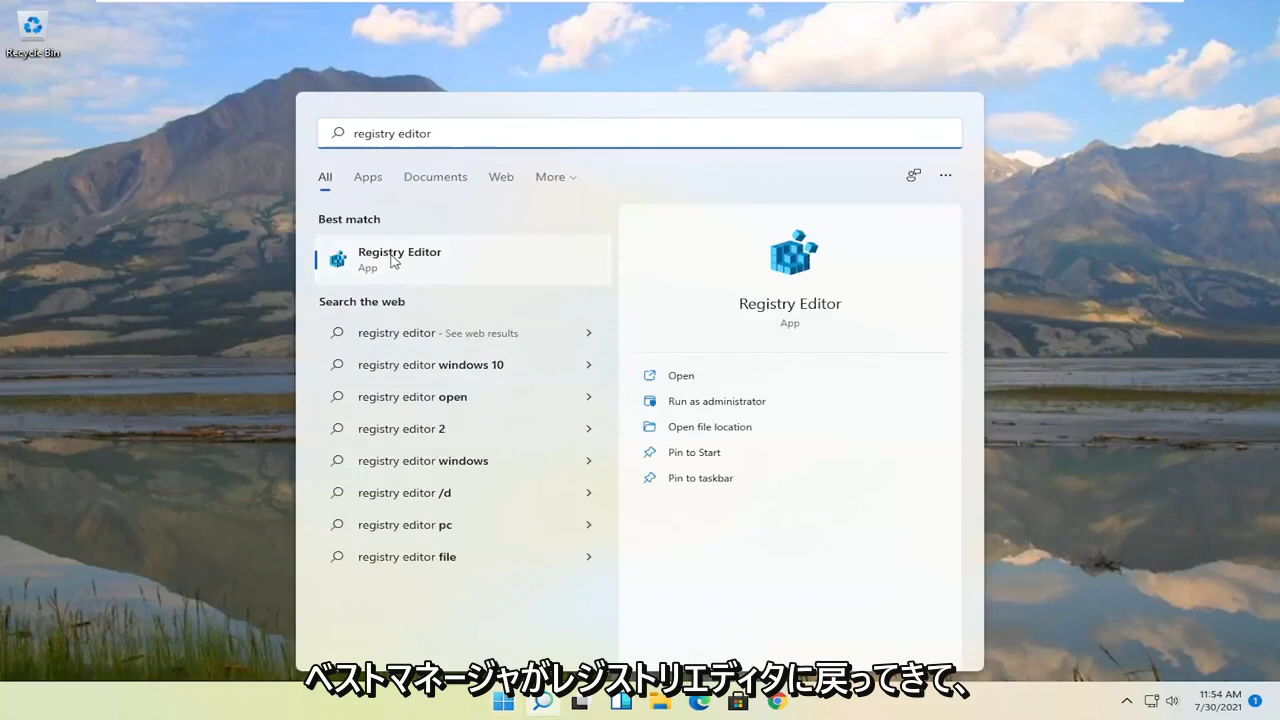 Recycle Bin
registry editor
All
Apps
Documents
Web
More
Best match
Registry Editor
App
Search the web
registry editor - See web results
registry editor windows 10
registry editor open
registry editor 2
registry editor windows
registry editor /d
registry editor pc
registry editor file
Registry Editor
App
Open
Run as administrator
Open file location
Pin to Start
Pin to taskbar
ベストマネージャがレジストリエディタに戻ってきて、
11:54 AM
7/30/2021
1